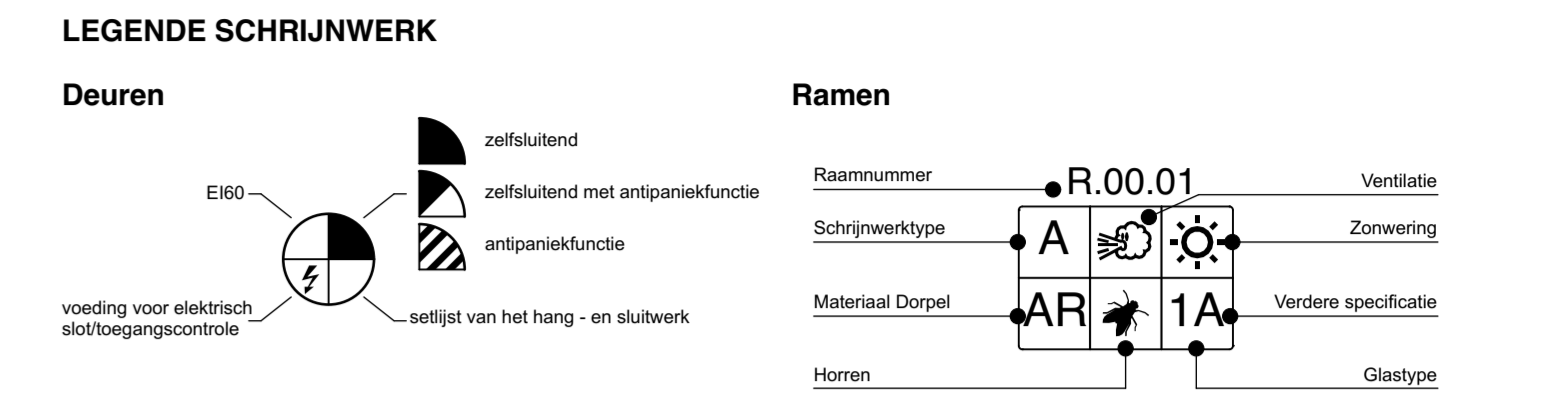 LEGENDE SCHRIJNWERK
Deuren
zelfsluitend
EI60
zelfsluitend met antipaniekfunctie
antipaniekfunctie
voeding voor elektrisch
slot/toegangscontrole
setlijst van het hang - en sluitwerk
Ramen
Raamnummer
R.00.01
Ventilatie
Schrijnwerktype
A
Zonwering
Materiaal Dorpel
AR
1A
Verdere specificatie
Horren
Glastype